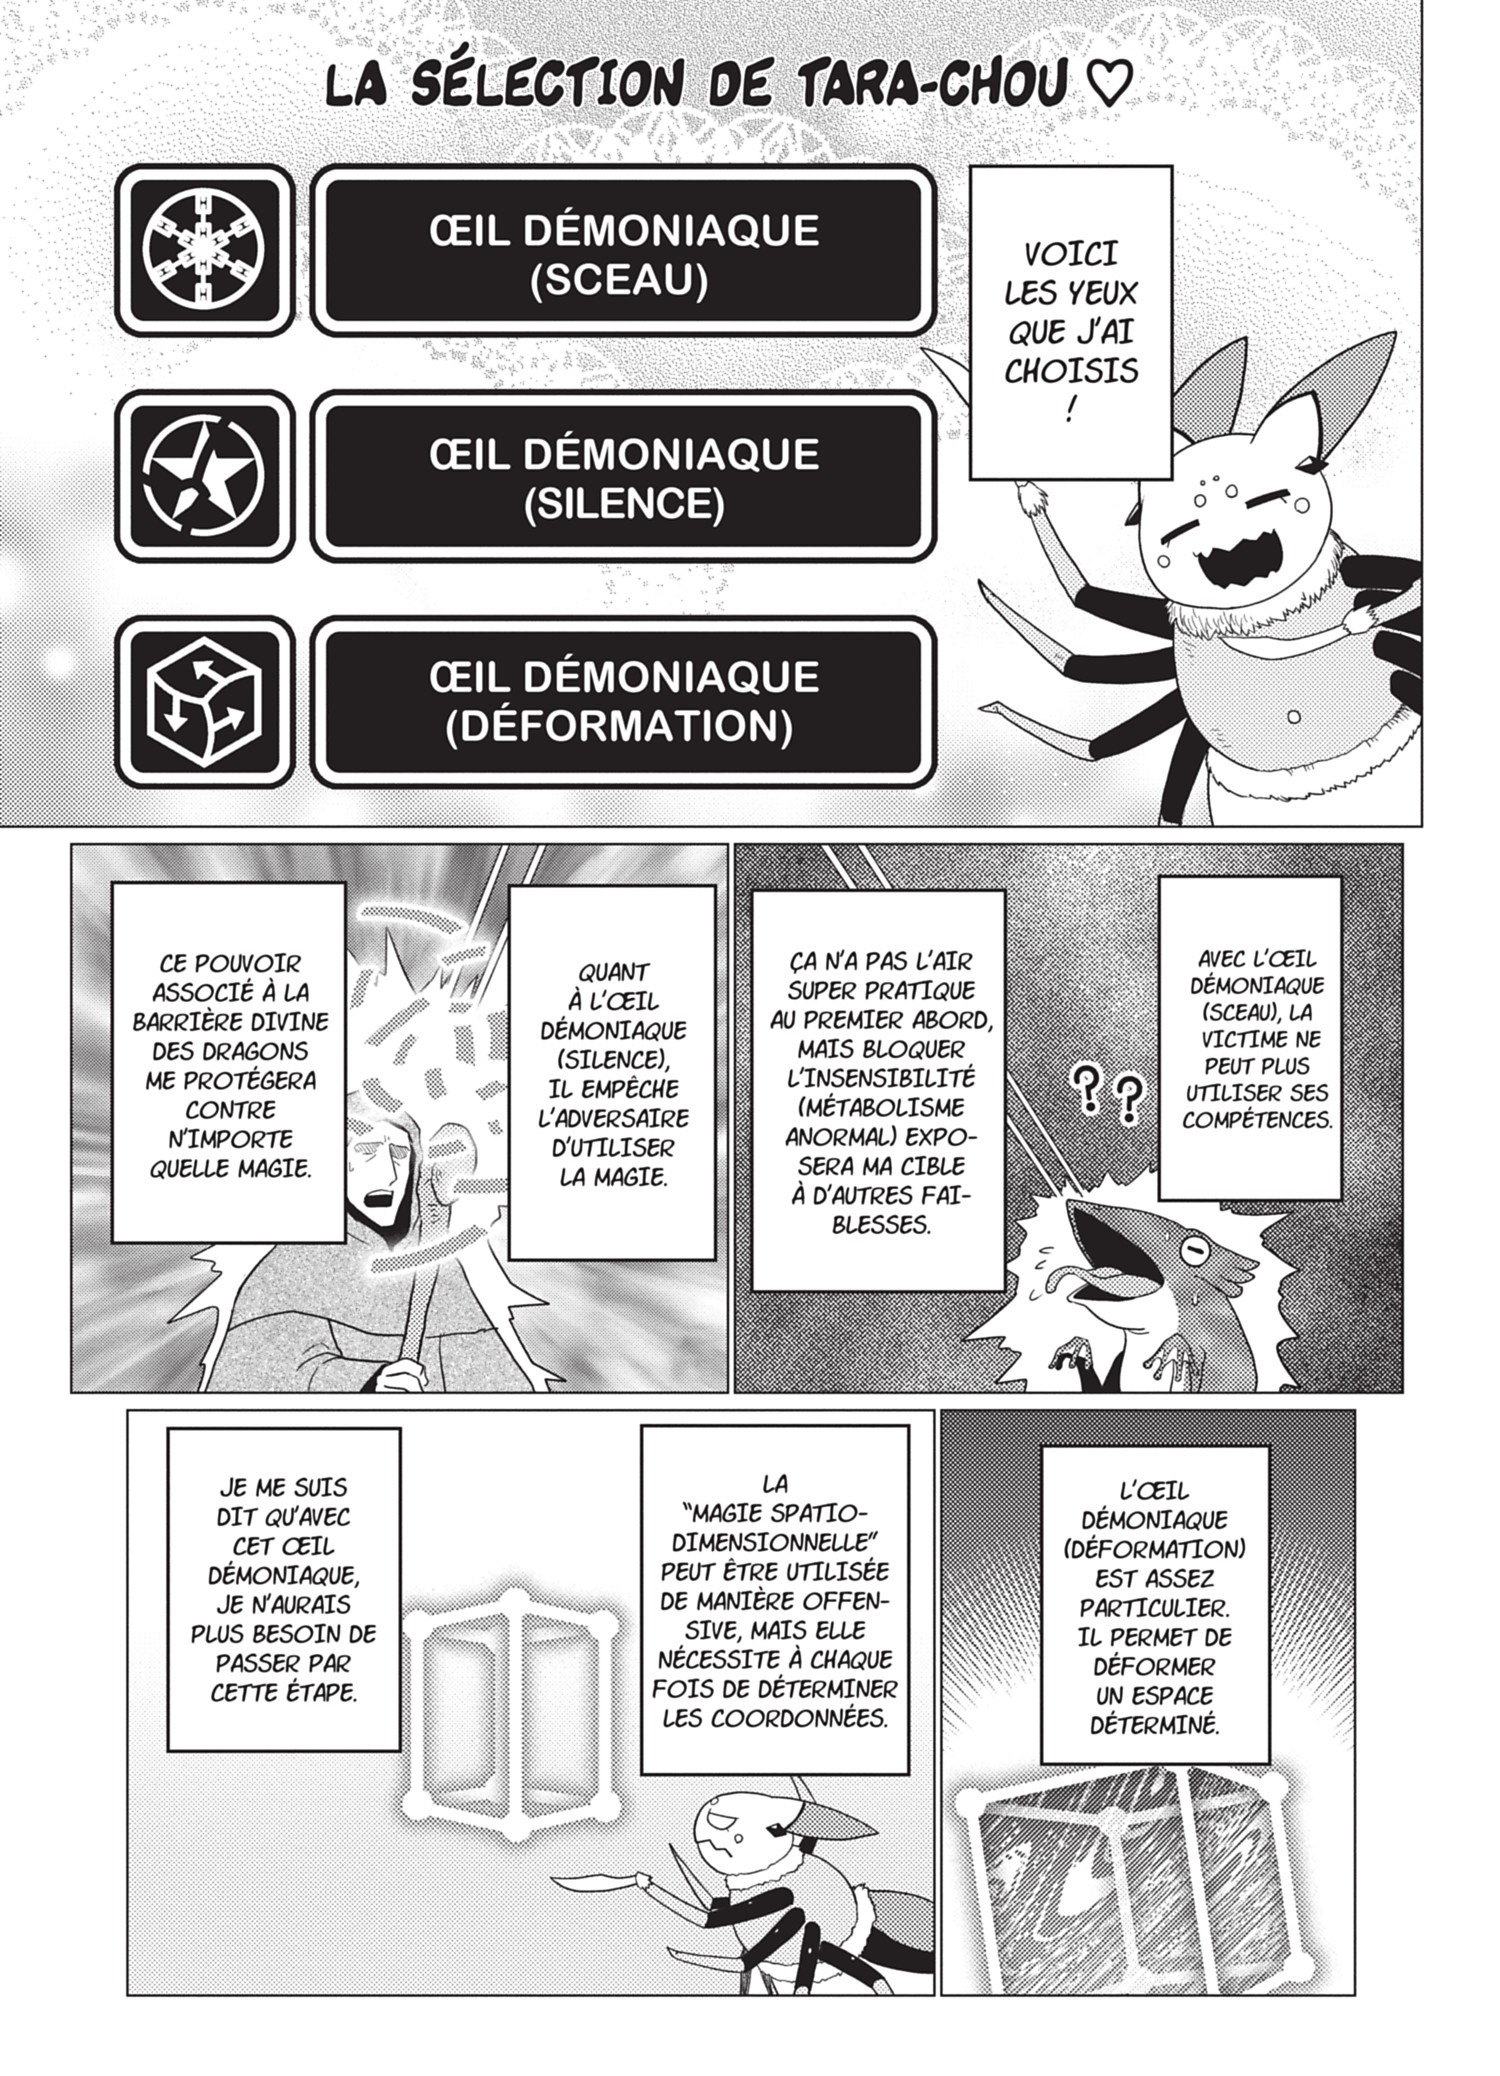 LA SÉLECTION DE TARA-CHOU ♡
VOICI
LES YEUX
QUE J'AI
CHOISIS
!
ŒIL DÉMONIAQUE
(SCEAU)
ŒIL DÉMONIAQUE
(SILENCE)
ŒIL DÉMONIAQUE
(DÉFORMATION)
AVEC L'ŒIL
DÉMONIAQUE
(SCEAU), LA
VICTIME NE
PEUT PLUS
UTILISER SES
COMPÉTENCES.
??
ÇA N'A PAS L'AIR
SUPER PRATIQUE
AU PREMIER ABORD,
MAIS BLOQUER
L'INSENSIBILITÉ
(MÉTABOLISME
ANORMAL) EXPO-
SERA MA CIBLE
À D'AUTRES FAI-
BLESSES.
QUANT
À L'ŒIL
DÉMONIAQUE
(SILENCE),
IL EMPÊCHE
L'ADVERSAIRE
D'UTILISER
LA MAGIE.
CE POUVOIR
ASSOCIÉ À LA
BARRIÈRE DIVINE
DES DRAGONS
ME PROTÉGERA
CONTRE
N'IMPORTE
QUELLE MAGIE.
L'ŒIL
DÉMONIAQUE
(DÉFORMATION)
EST ASSEZ
PARTICULIER.
IL PERMET DE
DÉFORMER
UN ESPACE
DÉTERMINÉ.
LA
"MAGIE SPATIO-
DIMENSIONNELLE"
PEUT ÊTRE UTILISÉE
DE MANIÈRE OFFEN-
SIVE, MAIS ELLE
NÉCESSITE À CHAQUE
FOIS DE DÉTERMINER
LES COORDONNÉES.
JE ME SUIS
DIT QU'AVEC
CET ŒIL
DÉMONIAQUE,
JE N'AURAIS
PLUS BESOIN DE
PASSER PAR
CETTE ÉTAPE.